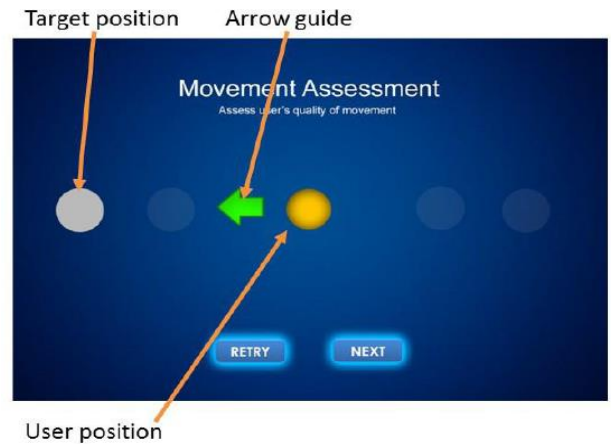 Target position
Arrow guide
Movement Assessment
Assess user's quality of movement
RETRY
NEXT
User position